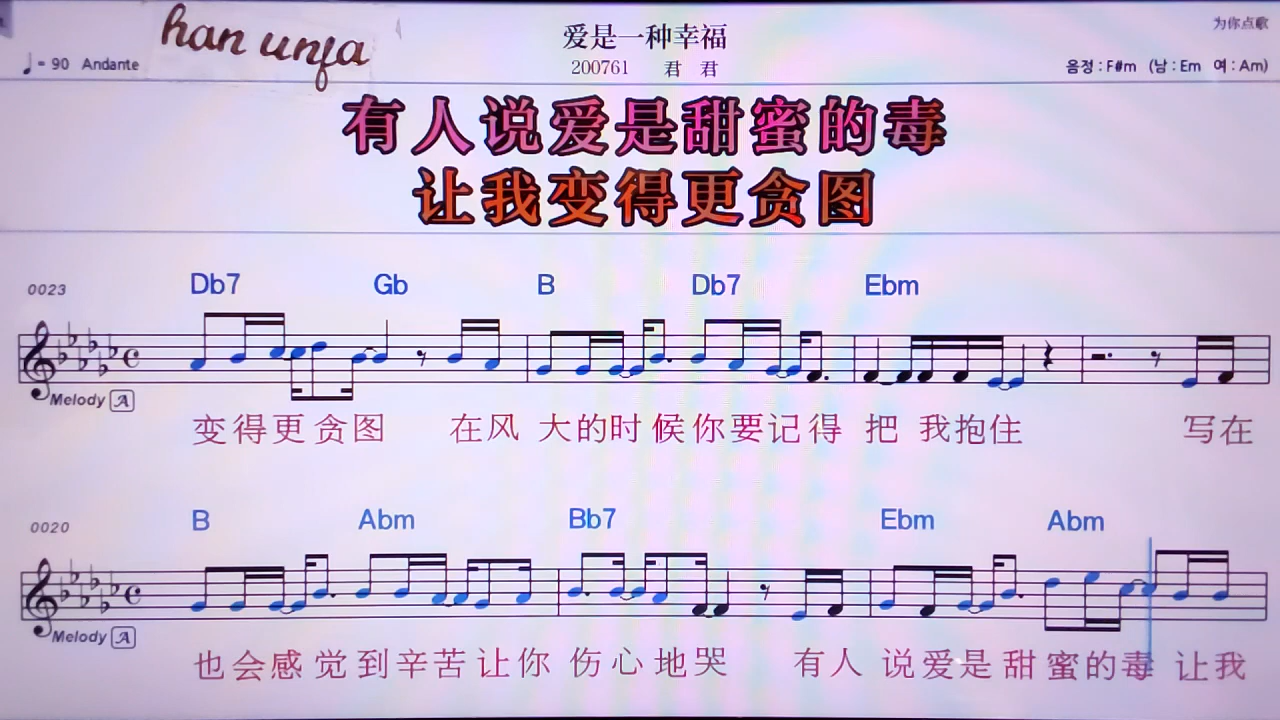 han unfa
爱是一种幸福
为你点歌
♩= 90 Andante
200761 君 君
음정 : F#m (남 : Em 여 : Am)
有人说爱是甜蜜的毒
让我变得更贪图
0023 Db7 Gb B Db7 Ebm
Melody A
变得更贪图 在风 大的时候你要记得 把 我抱住 写在
0020 B Abm Bb7 Ebm Abm
Melody A
也会感觉到辛苦让你 伤心地哭 有人 说爱是甜蜜的毒 让我